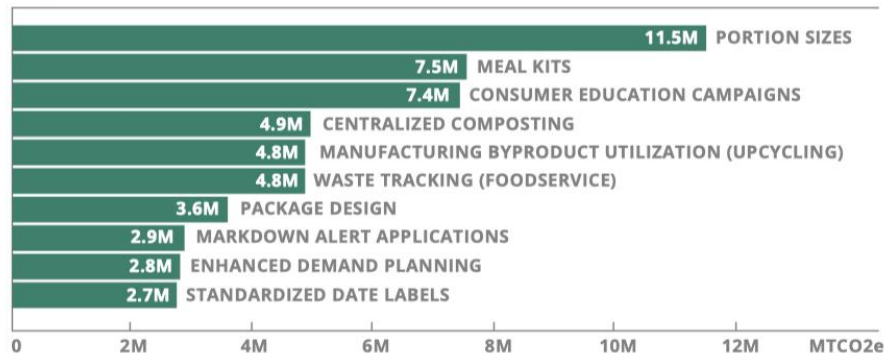 11.5M PORTION SIZES
7.5M MEAL KITS
7.4M CONSUMER EDUCATION CAMPAIGNS
4.9M CENTRALIZED COMPOSTING
4.8M MANUFACTURING BYPRODUCT UTILIZATION (UPCYCLING)
4.8M WASTE TRACKING (FOODSERVICE)
3.6M PACKAGE DESIGN
2.9M MARKDOWN ALERT APPLICATIONS
2.8M ENHANCED DEMAND PLANNING
2.7M STANDARDIZED DATE LABELS
0 2M 4M 6M 8M 10M 12M MTCO2e